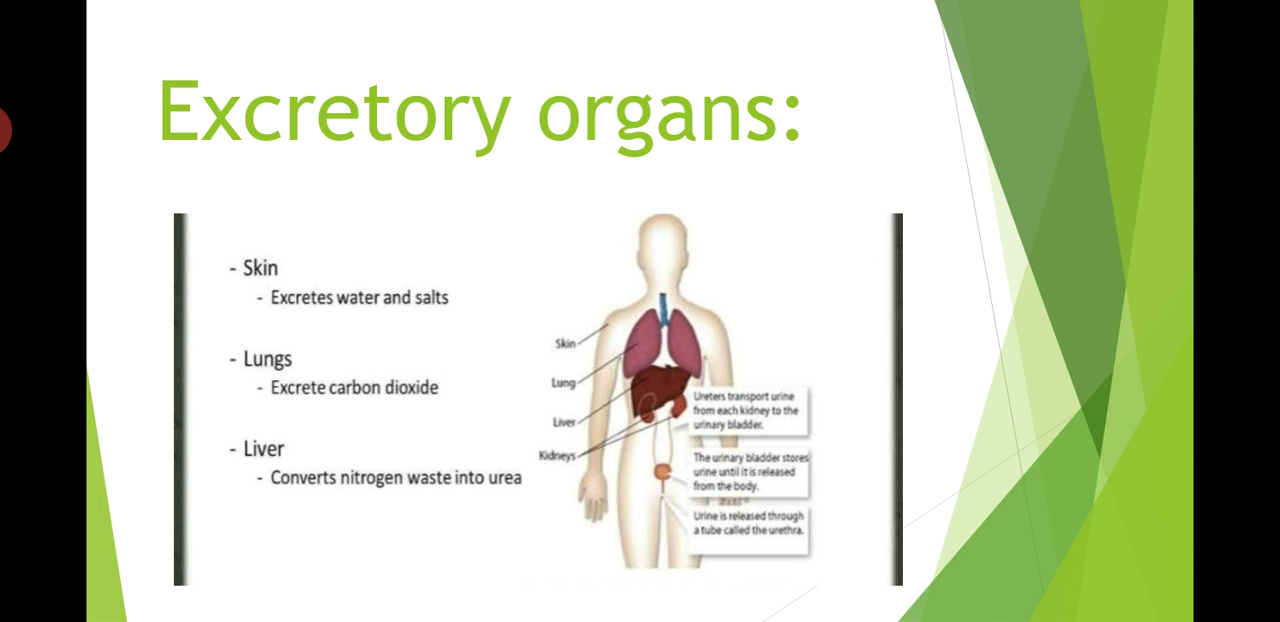 Excretory organs:
- Skin
- Excretes water and salts
- Lungs
- Excrete carbon dioxide
- Liver
- Converts nitrogen waste into urea
Skin
Lung
Liver
Kidneys
Ureters transport urine
from each kidney to the
urinary bladder.
The urinary bladder stores
urine until it is released
from the body.
Urine is released through
a tube called the urethra.